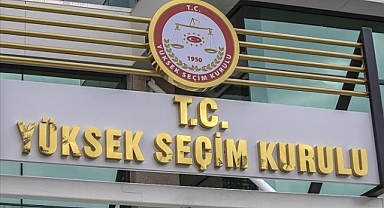 T.C.
YÜKSEK SEÇİM KURULU
1950
T.C.
YÜKSEK SEÇİM KURULU